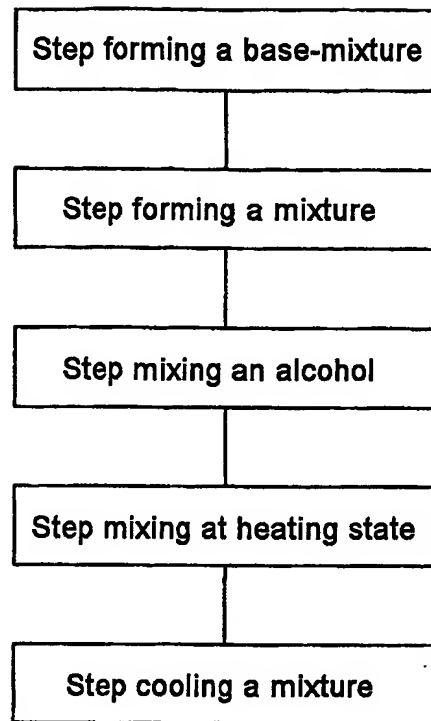 Step forming a base-mixture
Step forming a mixture
Step mixing an alcohol
Step mixing at heating state
Step cooling a mixture